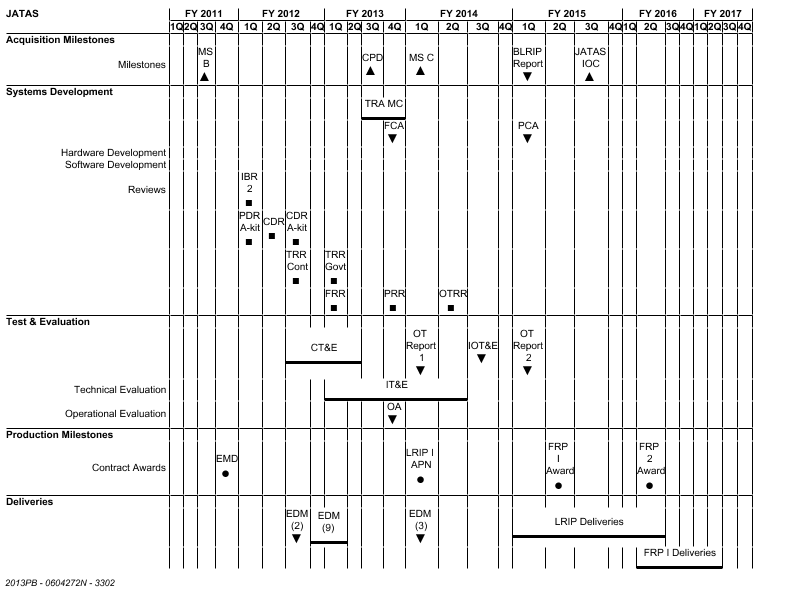 JATAS FY 2011 FY 2012 FY 2013 FY 2014 FY 2015 FY 2016 FY 2017
1Q 2Q 3Q 4Q 1Q 2Q 3Q 4Q 1Q 2Q 3Q 4Q 1Q 2Q 3Q 4Q 1Q 2Q 3Q 4Q 1Q 2Q 3Q 4Q 1Q 2Q 3Q 4Q
Acquisition Milestones
Milestones
MS
B
CPD
MS C
BLRIP
Report
JATAS
IOC
Systems Development
TRA MC
FCA
PCA
Hardware Development
Software Development
Reviews
IBR
2
PDR
A-kit
CDR
CDR
A-kit
TRR
Cont
TRR
Govt
FRR
PRR
OTRR
Test & Evaluation
CT&E
OT
Report
1
IOT&E
OT
Report
2
Technical Evaluation
IT&E
Operational Evaluation
OA
Production Milestones
Contract Awards
EMD
LRIP I
APN
FRP
I
Award
FRP
2
Award
Deliveries
EDM
(2)
EDM
(9)
EDM
(3)
LRIP Deliveries
FRP I Deliveries
2013PB - 0604272N - 3302